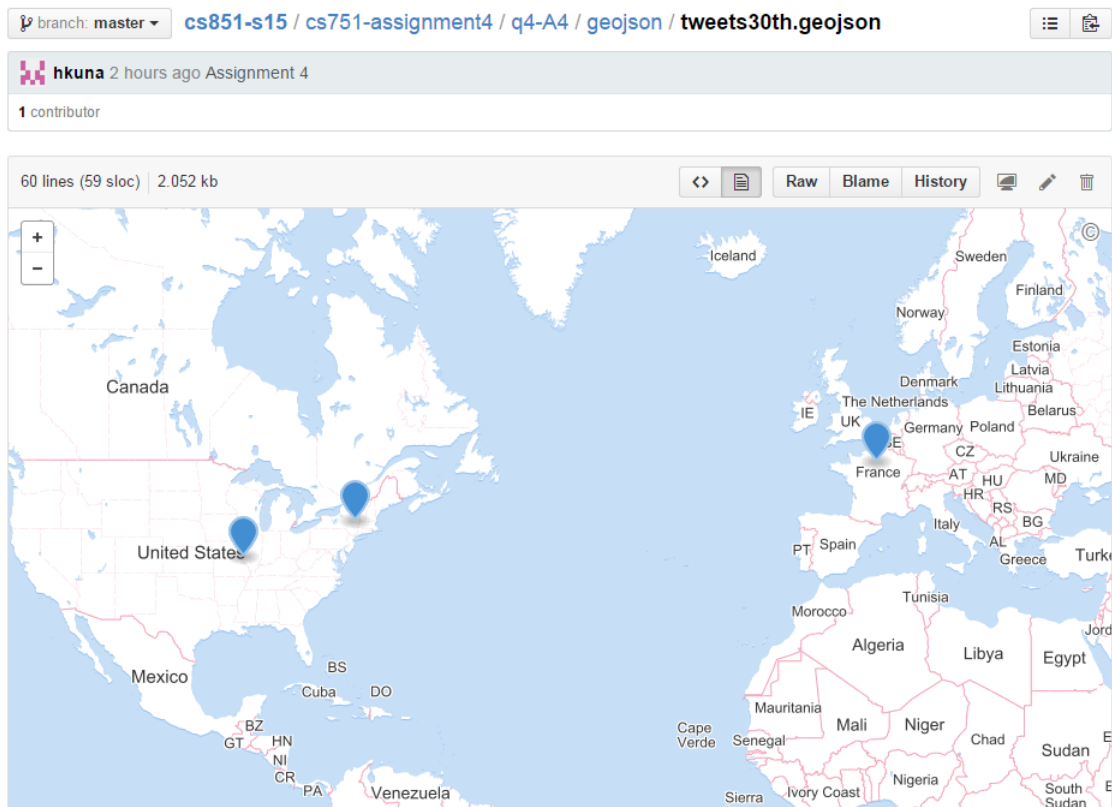 branch: master cs851-s15 / cs751-assignment4 / q4-A4 / geojson / tweets30th.geojson
hkuna 2 hours ago Assignment 4
1 contributor
60 lines (59 sloc) 2.052 kb
<> Raw Blame History
+
−
©
Iceland
Sweden
Finland
Norway
Estonia
Latvia
Lithuania
Denmark
Canada
The Netherlands
Belarus
IE
UK
Germany
Poland
BE
CZ
Ukraine
France
AT
HU
MD
HR
RS
BG
Italy
AL
Greece
Turke
PT
Spain
United States
Tunisia
Morocco
Jord
Algeria
Libya
Egypt
BS
Mexico
Cuba
DO
Mauritania
BZ
Mali
Niger
Cape
Verde
Senegal
Chad
GT
HN
Sudan
E
NI
CR
PA
Venezuela
Nigeria
Ivory Coast
Sierra
South
Sudan
E